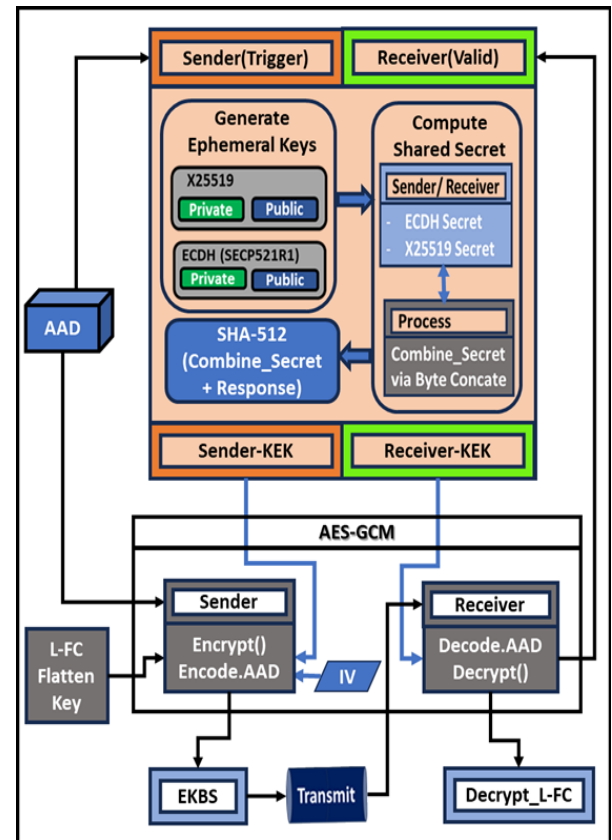 Sender(Trigger)
Receiver(Valid)
Generate
Ephemeral Keys
X25519
Private
Public
ECDH (SECP521R1)
Private
Public
Compute
Shared Secret
Sender/ Receiver
- ECDH Secret
- X25519 Secret
Process
Combine_Secret
via Byte Concate
SHA-512
(Combine_Secret
+ Response)
AAD
Sender-KEK
Receiver-KEK
AES-GCM
Sender
Encrypt()
Encode.AAD
IV
Receiver
Decode.AAD
Decrypt()
L-FC
Flatten
Key
EKBS
Transmit
Decrypt_L-FC